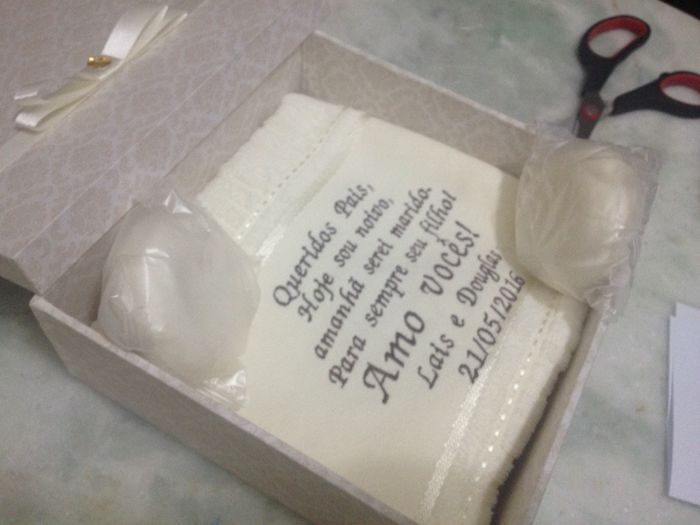 Queridos Pais,
Hoje sou noivo,
amanhã serei marido.
Para sempre seu filho!
Amo VOCÊS!
Lais e Douglas
21/05/2016